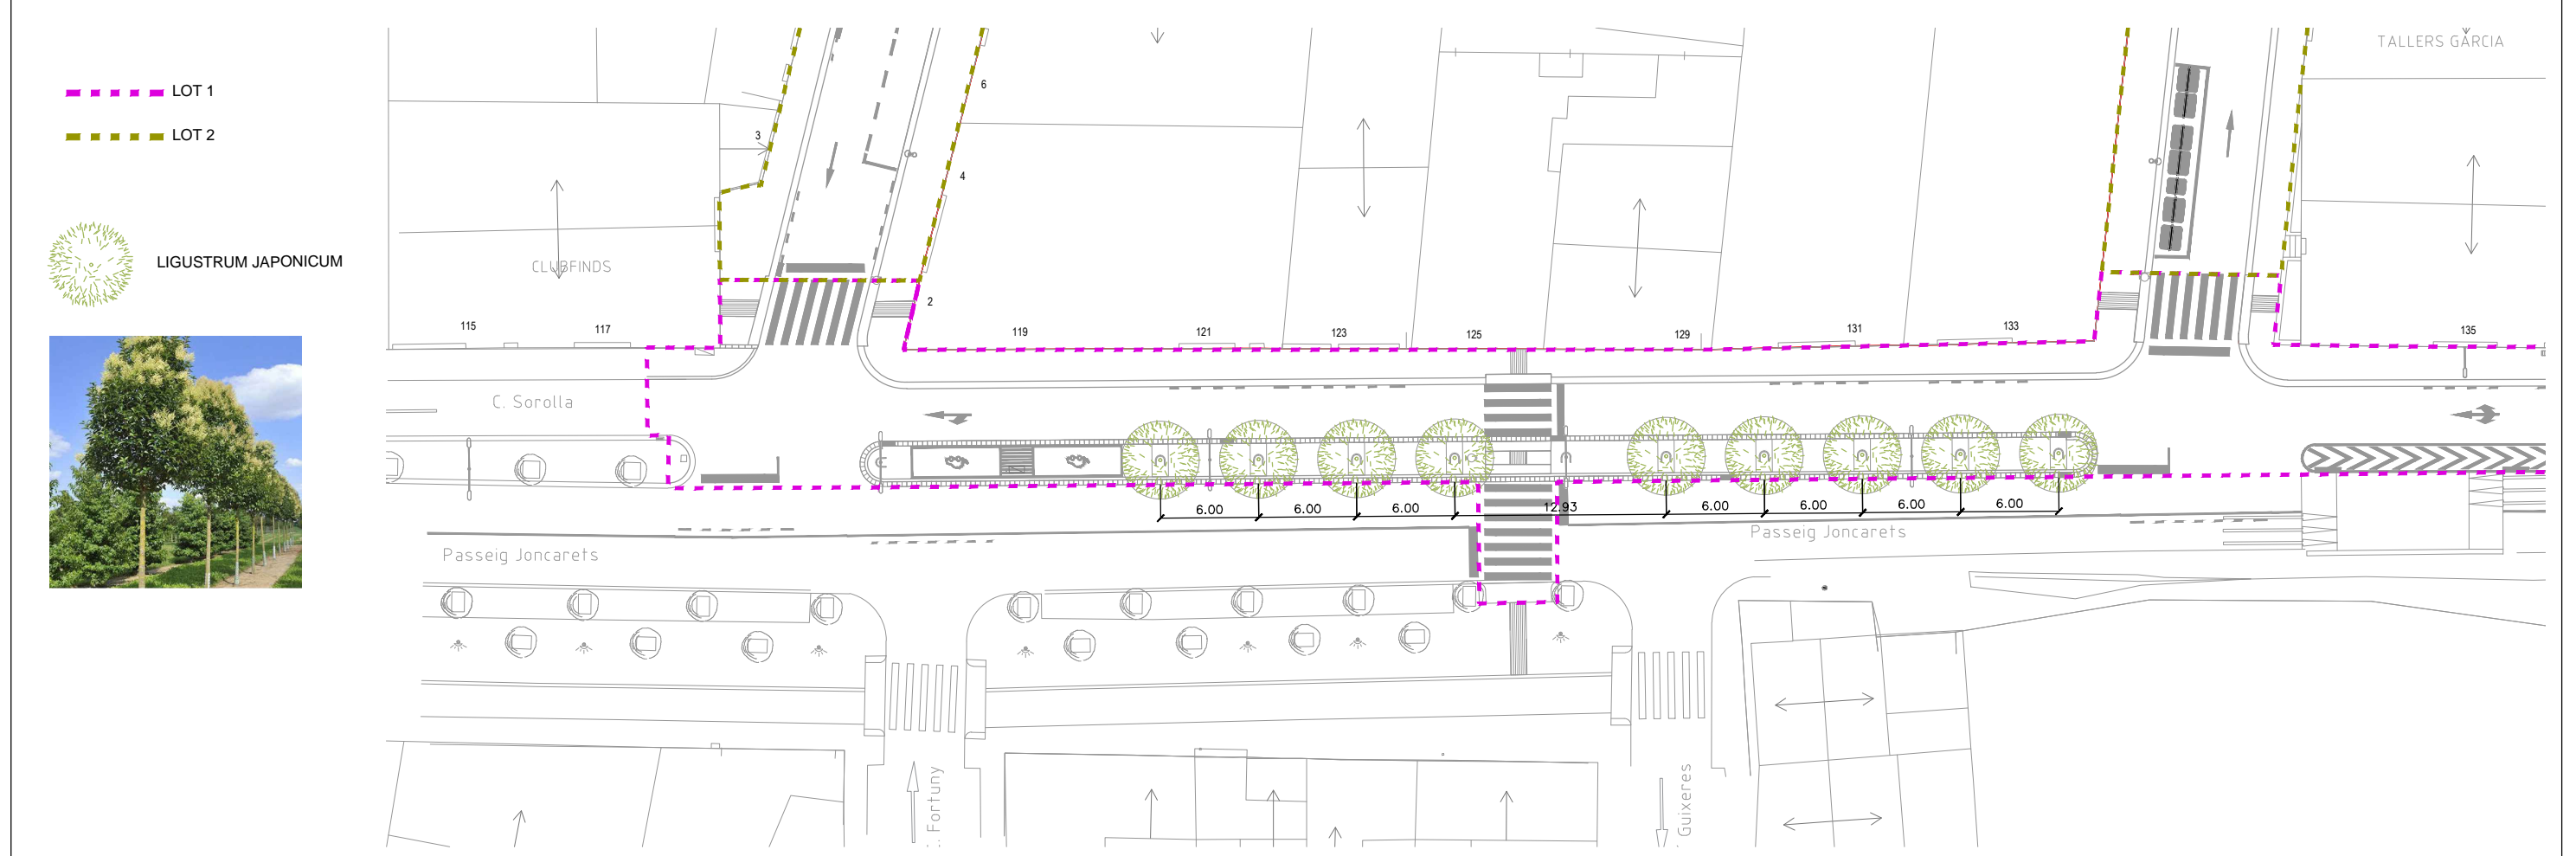 LOT 1
LOT 2
LIGUSTRUM JAPONICUM
TALLERS GARCIA
6
3
4
CLUBFINDS
2
115
117
119
121
123
125
129
131
133
135
C. Sorolla
6.00
6.00
6.00
12.93
6.00
6.00
6.00
6.00
Passeig Joncarets
Passeig Joncarets
Fortuny
Guixeres